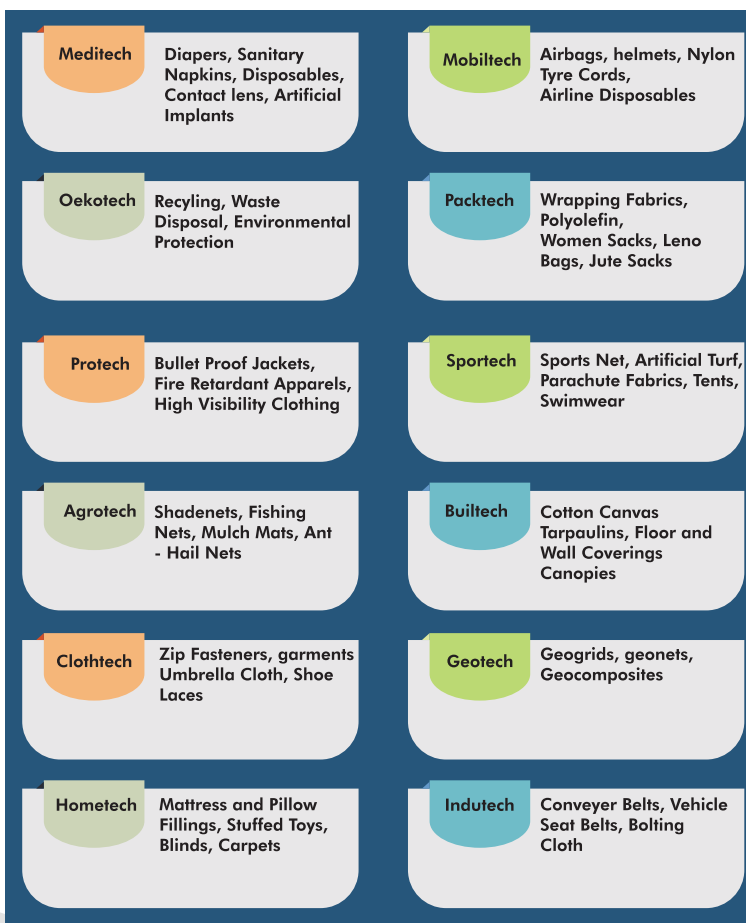 Meditech
Diapers, Sanitary
Napkins, Disposables,
Contact lens, Artificial
Implants
Mobiltech
Airbags, helmets, Nylon
Tyre Cords,
Airline Disposables
Oekotech
Recyling, Waste
Disposal, Environmental
Protection
Packtech
Wrapping Fabrics,
Polyolefin,
Women Sacks, Leno
Bags, Jute Sacks
Protech
Bullet Proof Jackets,
Fire Retardant Apparels,
High Visibility Clothing
Sportech
Sports Net, Artificial Turf,
Parachute Fabrics, Tents,
Swimwear
Agrotech
Shadenets, Fishing
Nets, Mulch Mats, Ant
- Hail Nets
Builtech
Cotton Canvas
Tarpaulins, Floor and
Wall Coverings
Canopies
Clothtech
Zip Fasteners, garments
Umbrella Cloth, Shoe
Laces
Geotech
Geogrids, geonets,
Geocomposites
Hometech
Mattress and Pillow
Fillings, Stuffed Toys,
Blinds, Carpets
Indutech
Conveyer Belts, Vehicle
Seat Belts, Bolting
Cloth